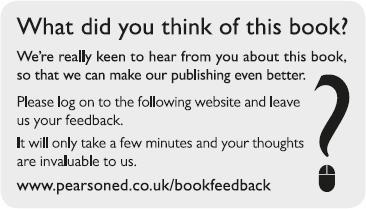 What did you think of this book?
We're really keen to hear from you about this book,
so that we can make our publishing even better.
Please log on to the following website and leave
us your feedback.
It will only take a few minutes and your thoughts
are invaluable to us.
www.pearsoned.co.uk/bookfeedback
?